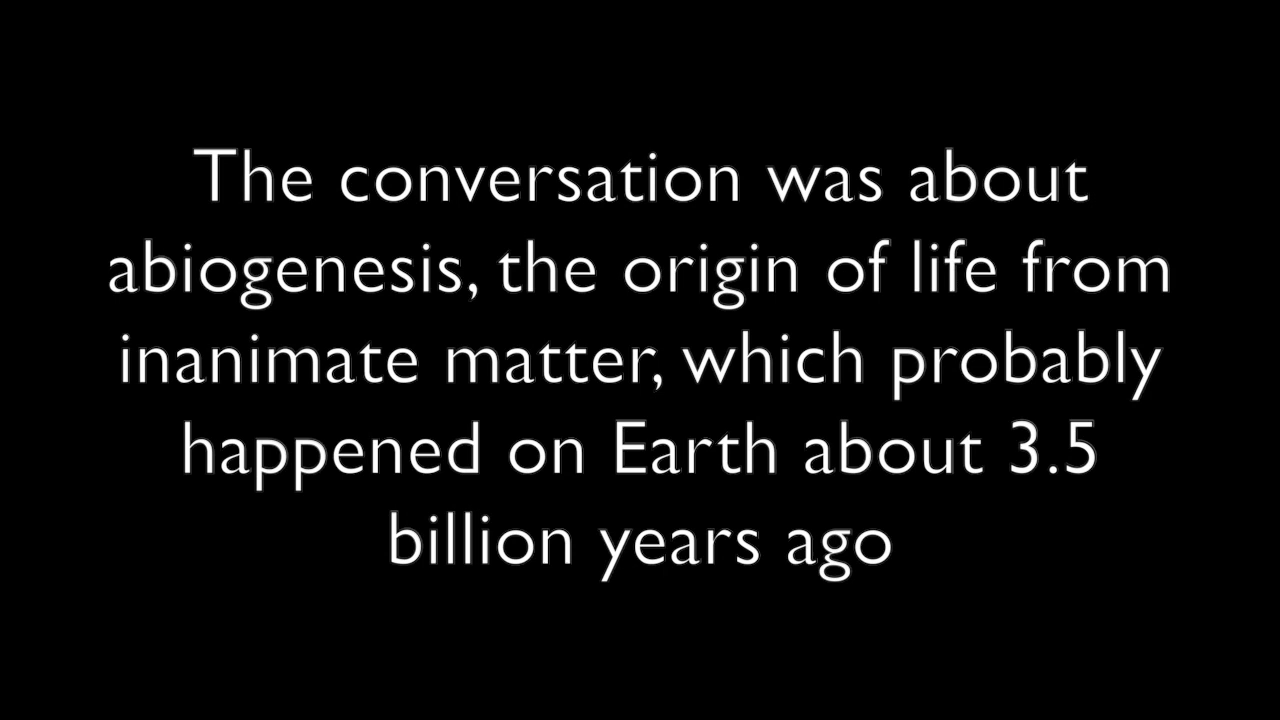 The conversation was about
abiogenesis, the origin of life from
inanimate matter, which probably
happened on Earth about 3.5
billion years ago